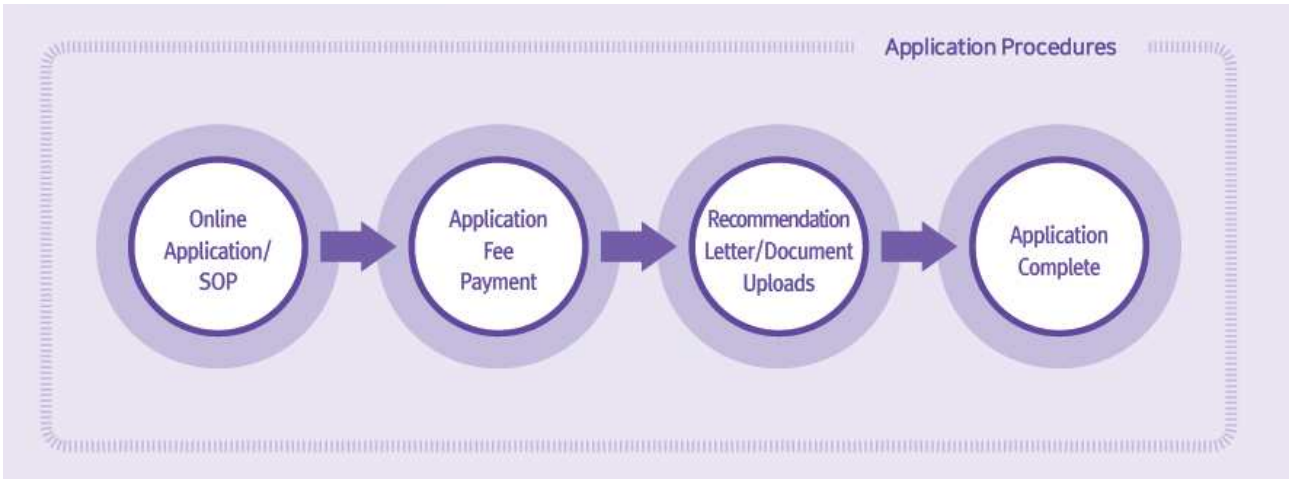 Application Procedures
Online
Application/
SOP
Application
Fee
Payment
Recommendation
Letter/Document
Uploads
Application
Complete